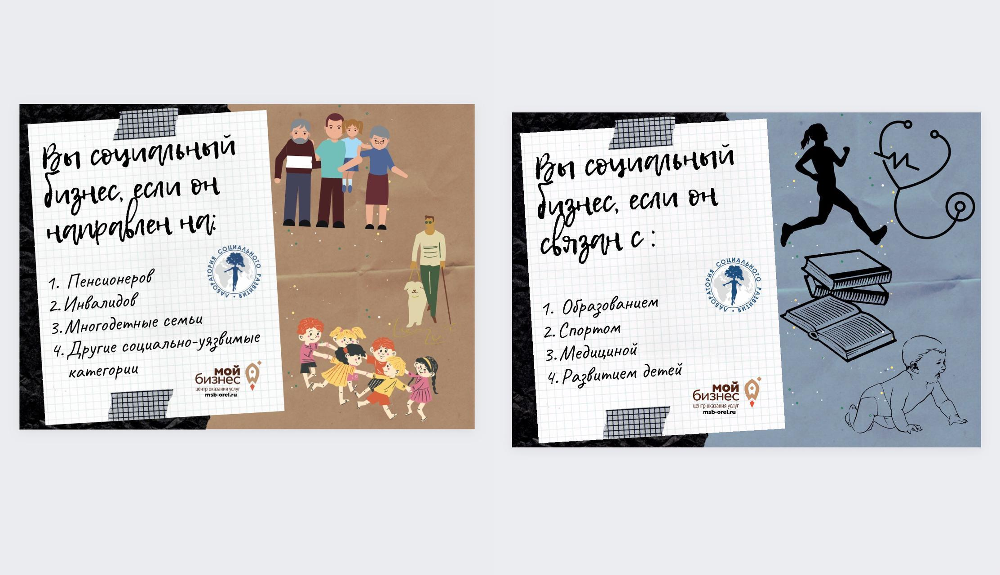 Вы социальный
бизнес, если он
направлен на:
ЛАБОРАТОРИЯ СОЦИАЛЬНОГО РАЗВИТИЯ •
1. Пенсионеров
2. Инвалидов
3. Многодетные семьи
4. Другие социально-уязвимые
категории
мой
бизнес
центр оказания услуг
msb-orel.ru
Вы социальный
бизнес, если он
связан с :
ЛАБОРАТОРИЯ СОЦИАЛЬНОГО РАЗВИТИЯ •
1. Образованием
2. Спортом
3. Медициной
4. Развитием детей
мой
бизнес
центр оказания услуг
msb-orel.ru